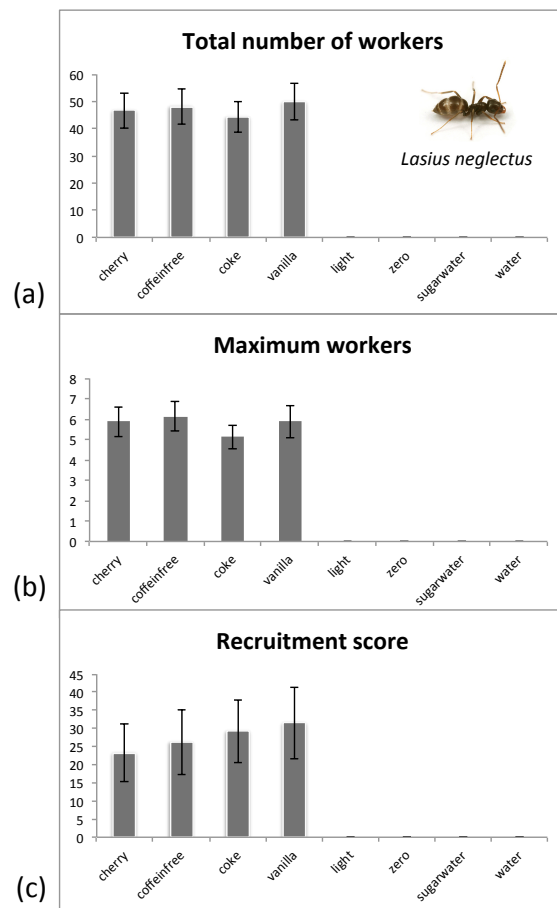 Total number of workers
60
50
40
30
20
10
0
Lasius neglectus
cherry
coffeinfree
coke
vanilla
light
zero
sugarwater
water
(a)
Maximum workers
8
7
6
5
4
3
2
1
0
cherry
coffeinfree
coke
vanilla
light
zero
sugarwater
water
(b)
Recruitment score
45
40
35
30
25
20
15
10
5
0
cherry
coffeinfree
coke
vanilla
light
zero
sugarwater
water
(c)